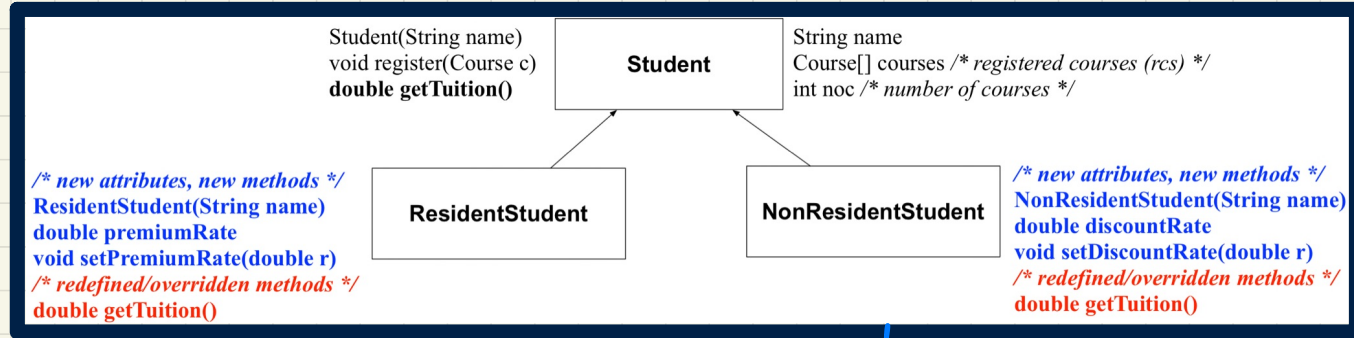 Student(String name)
void register(Course c)
double getTuition()
Student
String name
Course[] courses /* registered courses (rcs) */
int noc /* number of courses */
/* new attributes, new methods */
ResidentStudent(String name)
double premiumRate
void setPremiumRate(double r)
/* redefined/overridden methods */
double getTuition()
ResidentStudent
NonResidentStudent
/* new attributes, new methods */
NonResidentStudent(String name)
double discountRate
void setDiscountRate(double r)
/* redefined/overridden methods */
double getTuition()